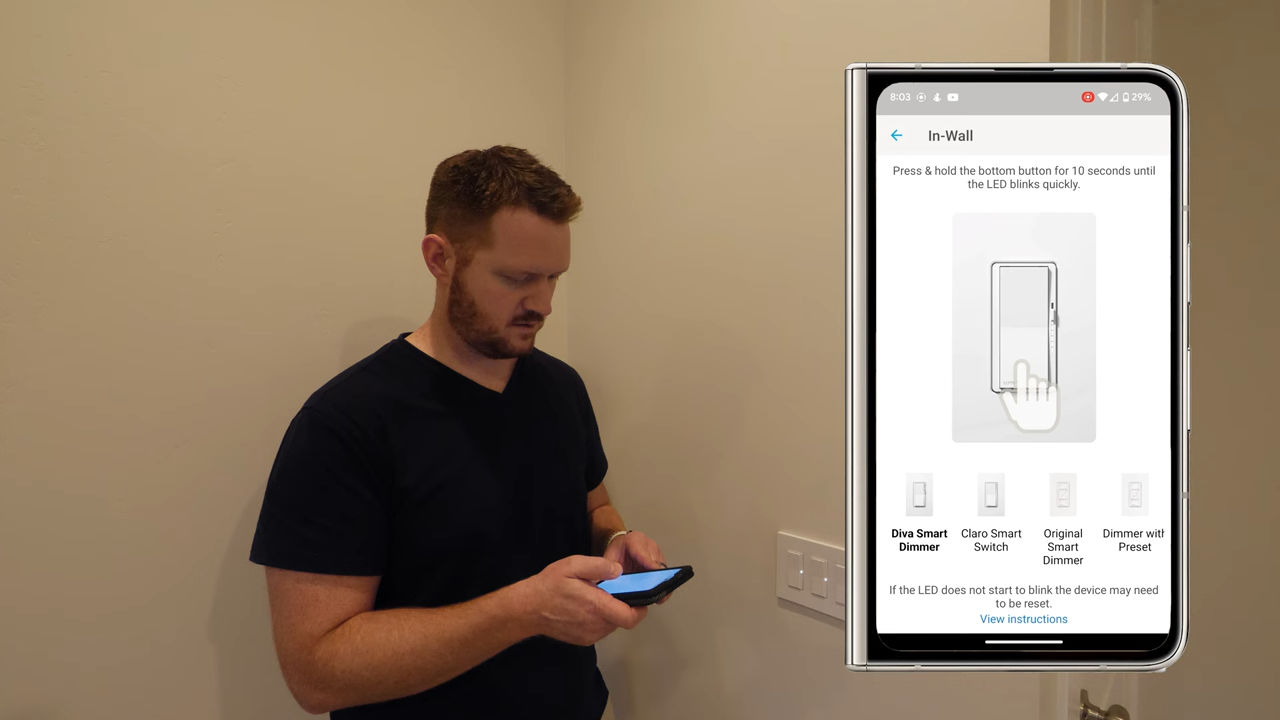 8:03
29%
In-Wall
Press & hold the bottom button for 10 seconds until
the LED blinks quickly.
Diva Smart
Dimmer
Claro Smart
Switch
Original
Smart
Dimmer
Dimmer with
Preset
If the LED does not start to blink the device may need
to be reset.
View instructions